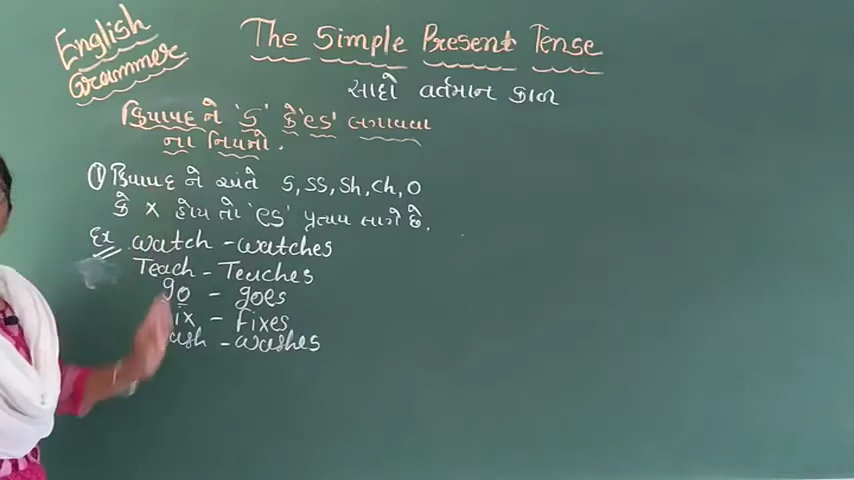 English
Grammer
The Simple Present Tense
સાદો વર્તમાન કાળ
ક્રિયાપદ ને 'S' કે 'es' લગાવવા
ના નિયમો.
① ક્રિયાપદ ને અંતે S, SS, Sh, Ch, O
કે X હોય તો 'es' પ્રત્યય લાગે છે.
Ex watch - watches
Teach - Teaches
go - goes
ix - Fixes
ash - washes